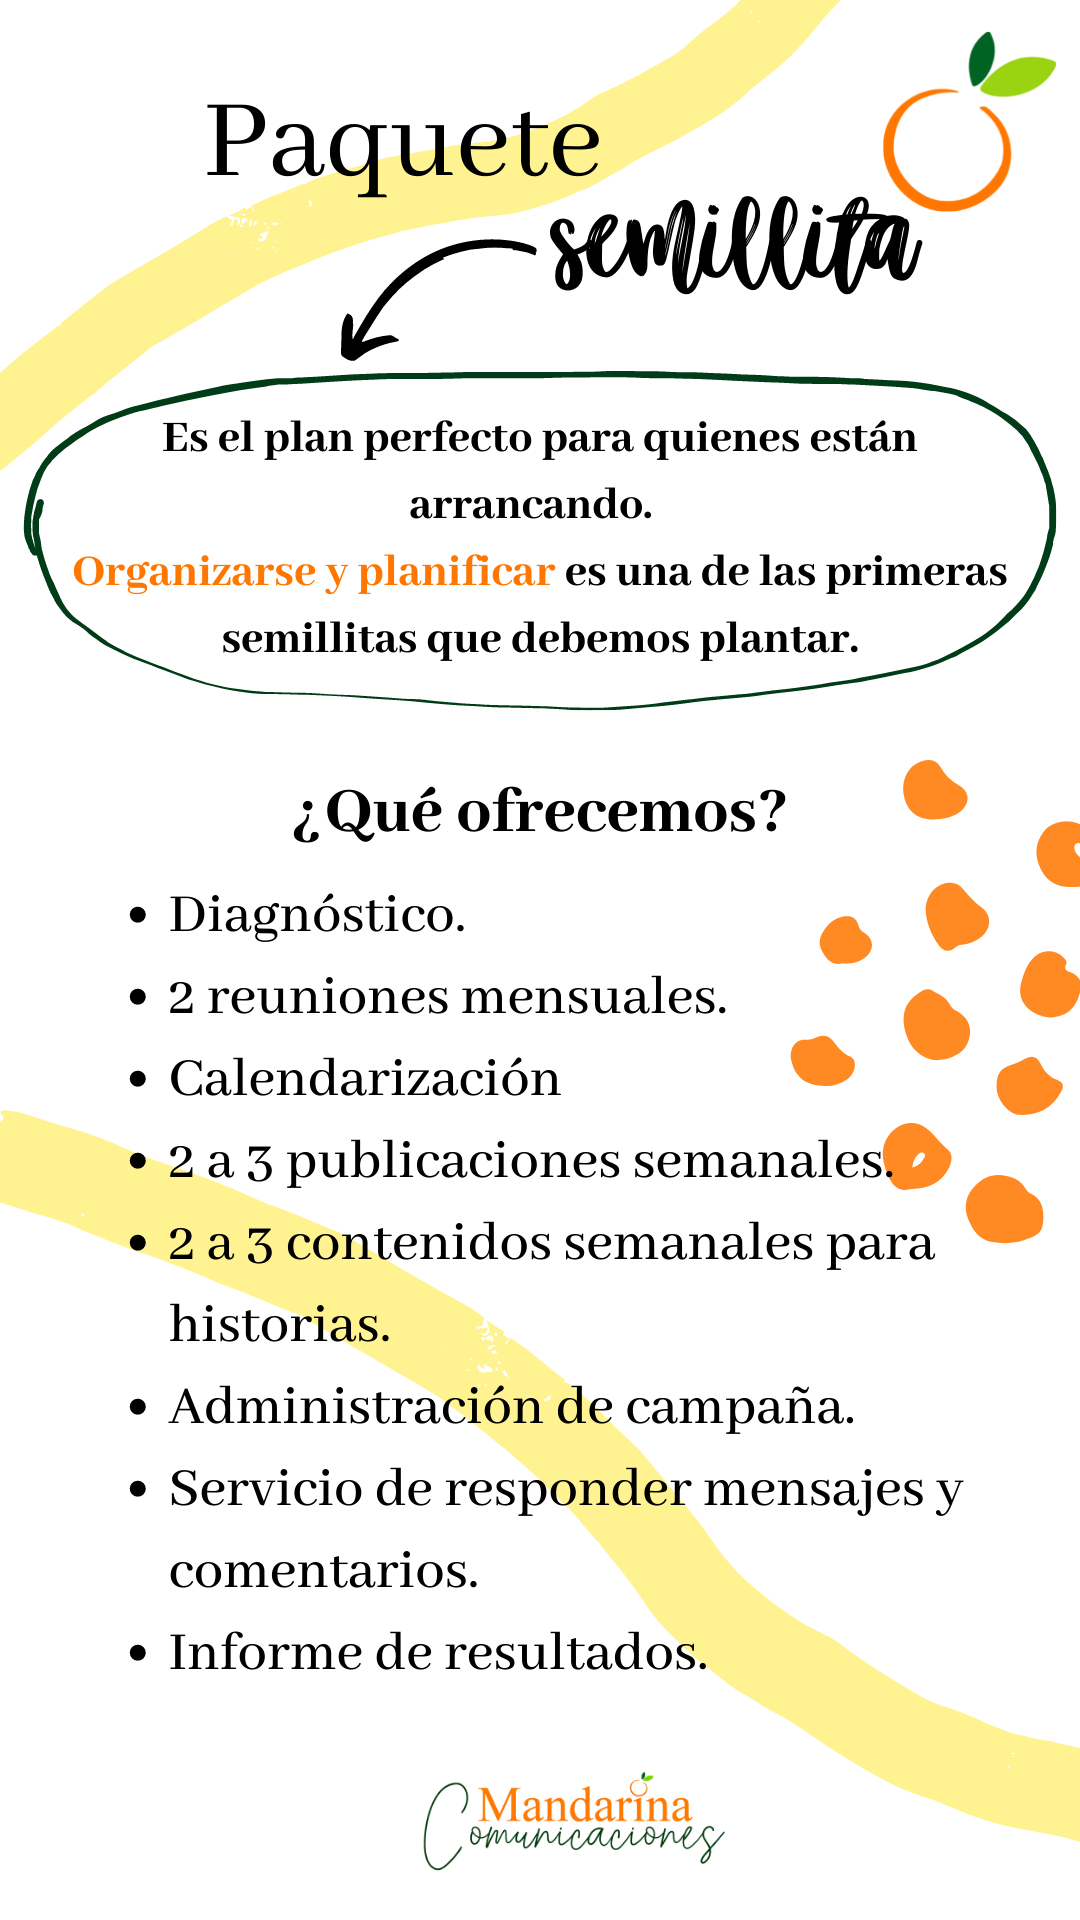 Paquete
semillita
Es el plan perfecto para quienes están
arrancando.
Organizarse y planificar es una de las primeras
semillitas que debemos plantar.
¿Qué ofrecemos?
• Diagnóstico.
• 2 reuniones mensuales.
• Calendarización
• 2 a 3 publicaciones semanales.
• 2 a 3 contenidos semanales para
historias.
• Administración de campaña.
• Servicio de responder mensajes y
comentarios.
• Informe de resultados.
Mandarina
Comunicaciones